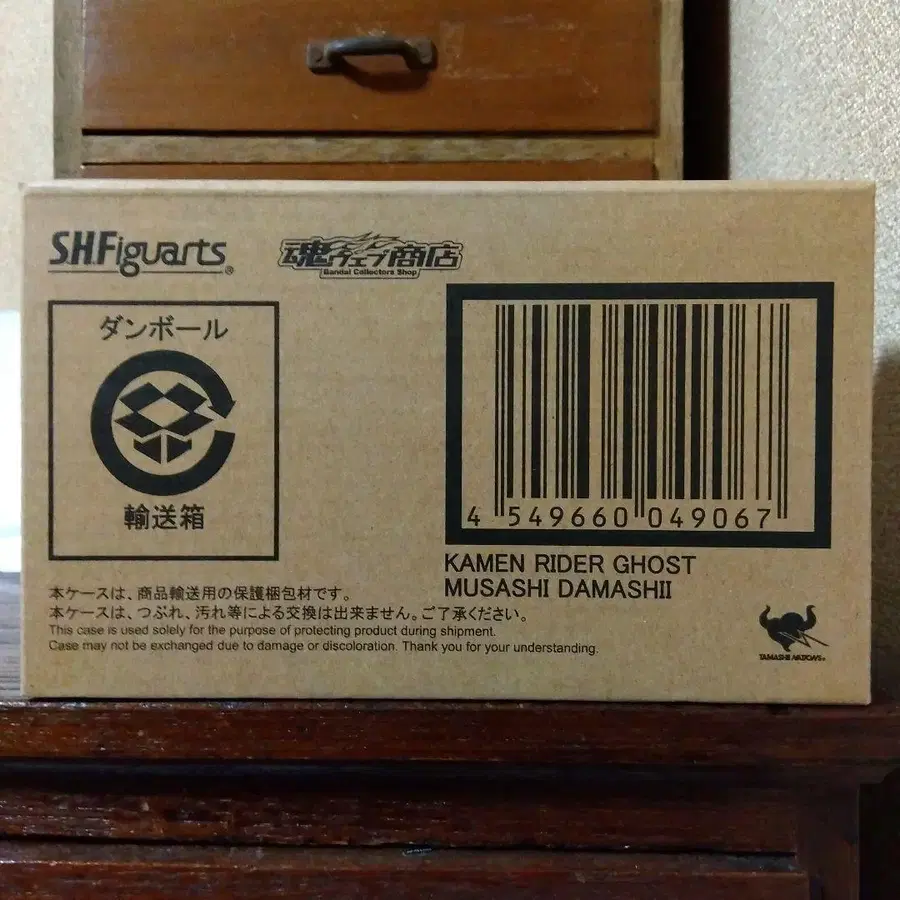 S.H.Figuarts®
魂ウェブ商店
Bandai Collectors Shop
ダンボール
輸送箱
4 549660 049067
KAMEN RIDER GHOST
MUSASHI DAMASHII
本ケースは、商品輸送用の保護梱包材です。
本ケースは、つぶれ、汚れ等による交換は出来ません。ご了承ください。
This case is used solely for the purpose of protecting product during shipment.
Case may not be exchanged due to damage or discoloration. Thank you for your understanding.
TAMASHII NATIONS®